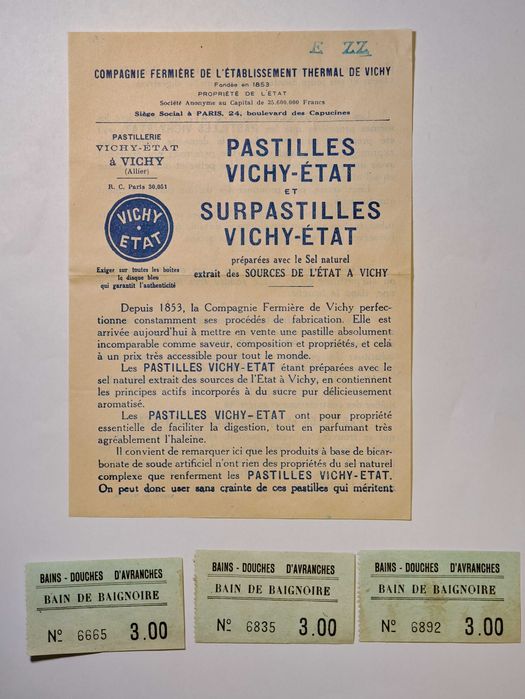 E ZZ
COMPAGNIE FERMIÈRE DE L'ÉTABLISSEMENT THERMAL DE VICHY
Fondée en 1853
PROPRIÉTÉ DE L'ÉTAT
Société Anonyme au Capital de 25.600.000 Francs
Siège Social à PARIS, 24, boulevard des Capucines
PASTILLERIE
VICHY-ÉTAT
à VICHY
(Allier)
R. C. Paris 30.051
VICHY
ETAT
Exiger sur toutes les boîtes
le disque bleu
qui garantit l'authenticité
PASTILLES
VICHY-ÉTAT
ET
SURPASTILLES
VICHY-ÉTAT
préparées avec le Sel naturel
extrait des SOURCES DE L'ÉTAT A VICHY
Depuis 1853, la Compagnie Fermière de Vichy perfec-
tionne constamment ses procédés de fabrication. Elle est
arrivée aujourd'hui à mettre en vente une pastille absolument
incomparable comme saveur, composition et propriétés, et cela
à un prix très accessible pour tout le monde.
Les PASTILLES VICHY-ETAT étant préparées avec le
sel naturel extrait des sources de l'Etat à Vichy, en contiennent
les principes actifs incorporés à du sucre pur délicieusement
aromatisé.
Les PASTILLES VICHY-ETAT ont pour propriété
essentielle de faciliter la digestion, tout en parfumant très
agréablement l'haleine.
Il convient de remarquer ici que les produits à base de bicar-
bonate de soude artificiel n'ont rien des propriétés du sel naturel
complexe que renferment les PASTILLES VICHY-ETAT.
On peut donc user sans crainte de ces pastilles qui méritent
BAINS - DOUCHES D'AVRANCHES
BAIN DE BAIGNOIRE
Nº 6665 3.00
BAINS - DOUCHES D'AVRANCHES
BAIN DE BAIGNOIRE
Nº 6835 3.00
BAINS - DOUCHES D'AVRANCHES
BAIN DE BAIGNOIRE
Nº 6892 3.00